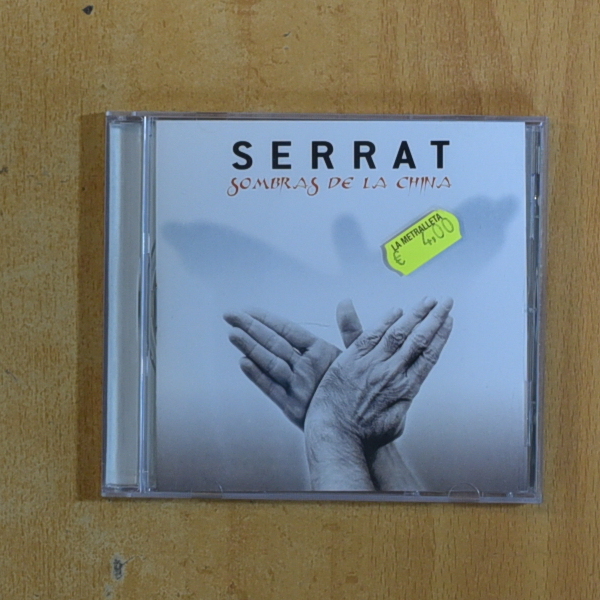 SERRAT
SOMBRAS DE LA CHINA
LA METRALLETA
€ 4,00